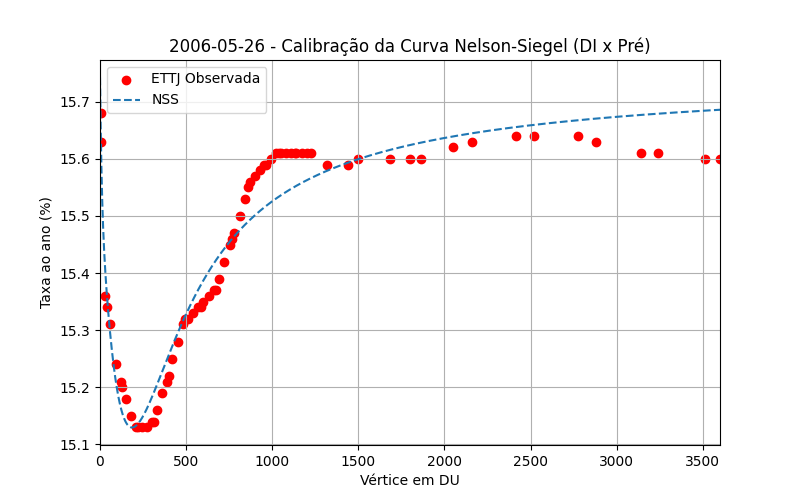 2006-05-26 - Calibração da Curva Nelson-Siegel (DI x Pré)
ETTJ Observada
NSS
Taxa ao ano (%)
15.7
15.6
15.5
15.4
15.3
15.2
15.1
0 500 1000 1500 2000 2500 3000 3500
Vértice em DU